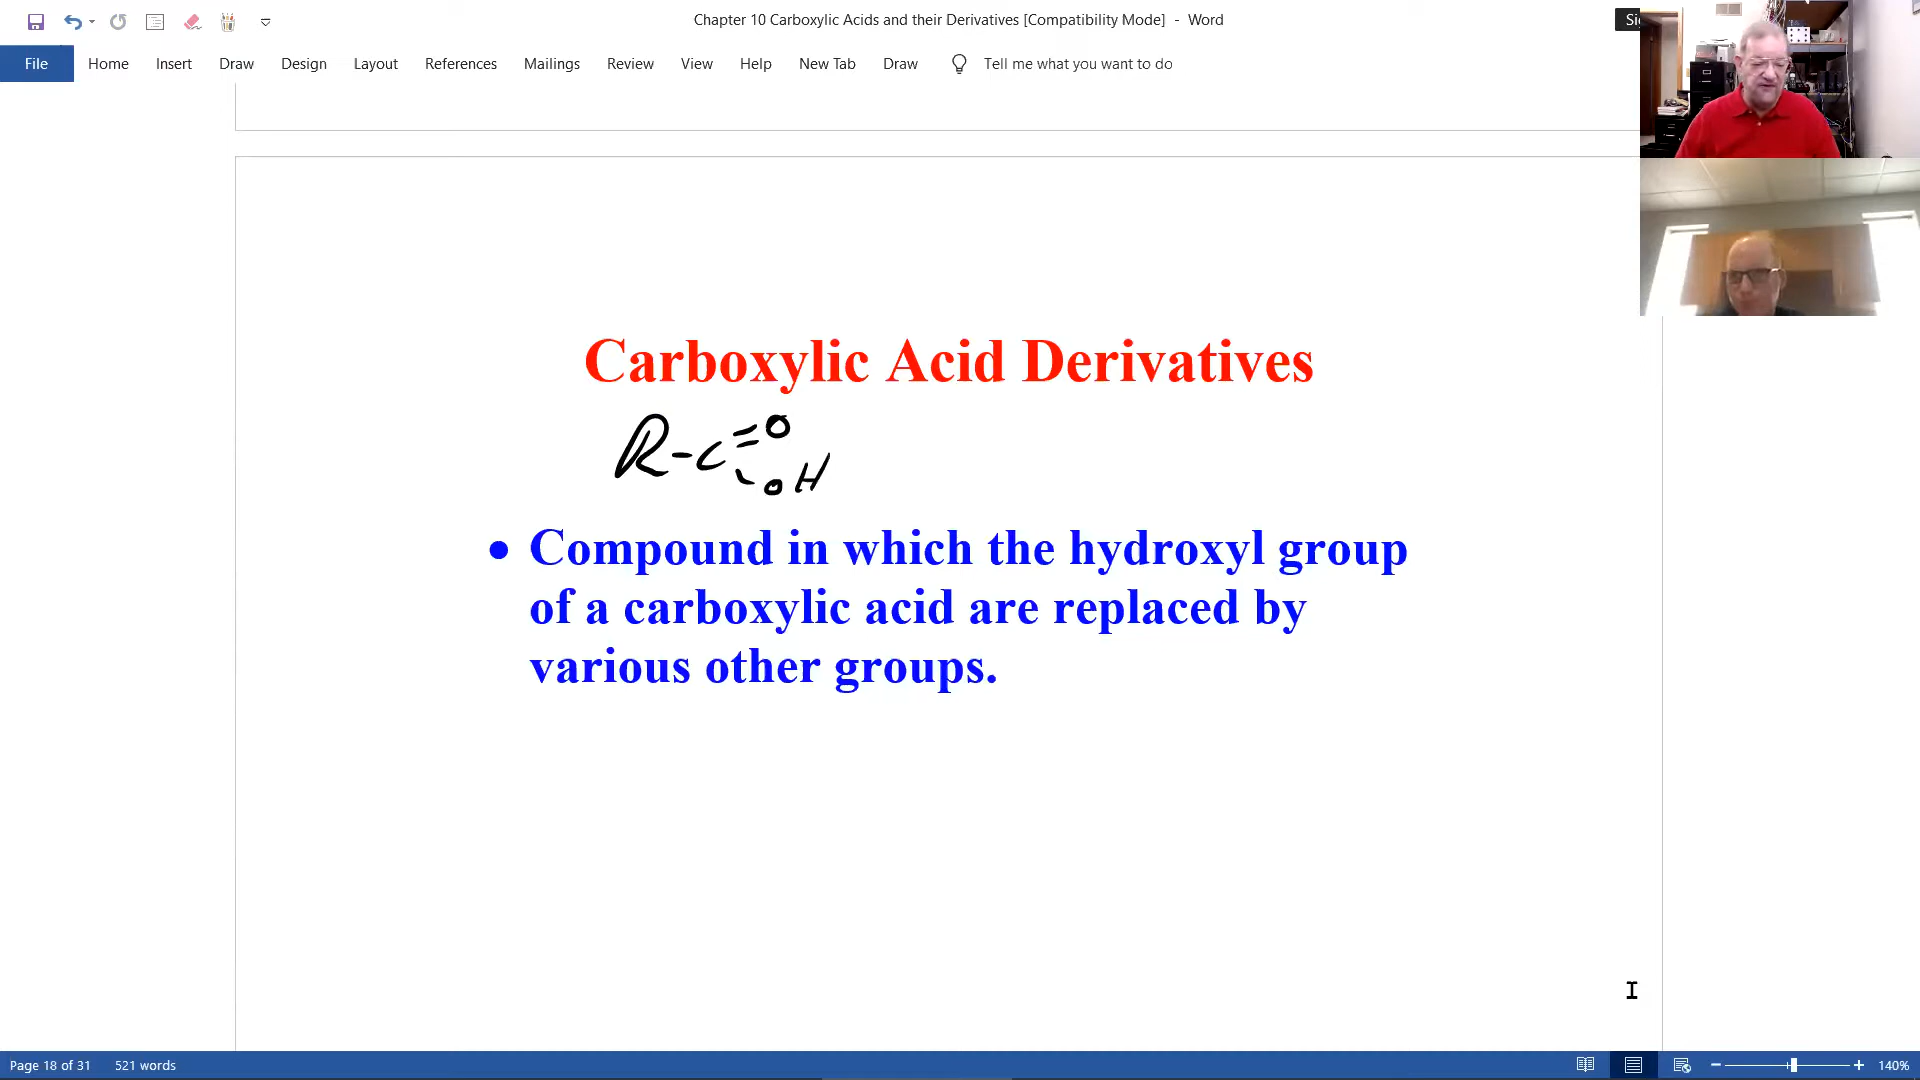 Chapter 10 Carboxylic Acids and their Derivatives [Compatibility Mode] - Word
File Home Insert Draw Design Layout References Mailings Review View Help New Tab Draw Tell me what you want to do
Carboxylic Acid Derivatives
R-C=O
OH
• Compound in which the hydroxyl group
of a carboxylic acid are replaced by
various other groups.
Page 18 of 31 521 words 140%